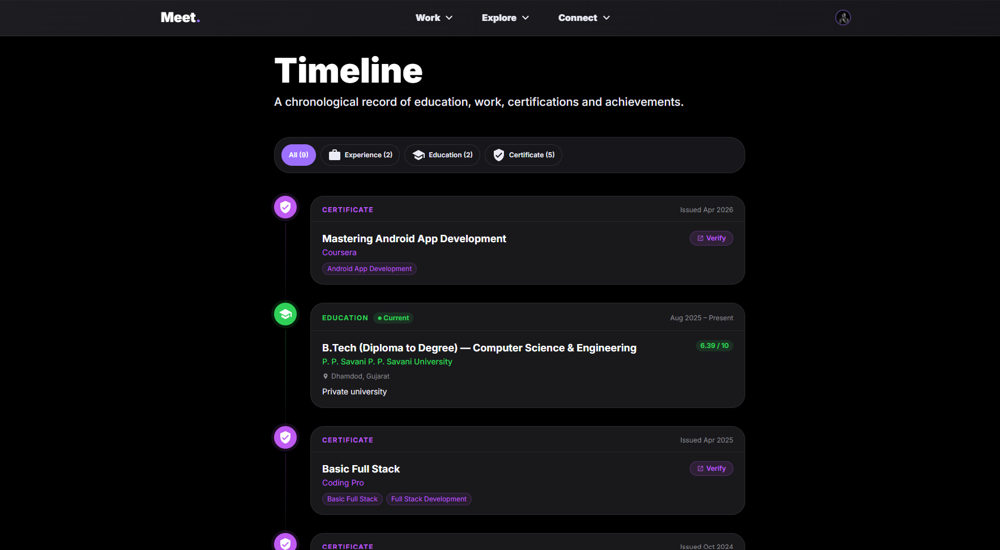 Meet.
Work
Explore
Connect
Timeline
A chronological record of education, work, certifications and achievements.
All (9)
Experience (2)
Education (2)
Certificate (5)
CERTIFICATE
Issued Apr 2026
Mastering Android App Development
Verify
Coursera
Android App Development
EDUCATION
Current
Aug 2025 – Present
B.Tech (Diploma to Degree) — Computer Science & Engineering
6.39 / 10
P. P. Savani P. P. Savani University
Dhamdod, Gujarat
Private university
CERTIFICATE
Issued Apr 2025
Basic Full Stack
Verify
Coding Pro
Basic Full Stack
Full Stack Development
CERTIFICATE
Issued Oct 2024